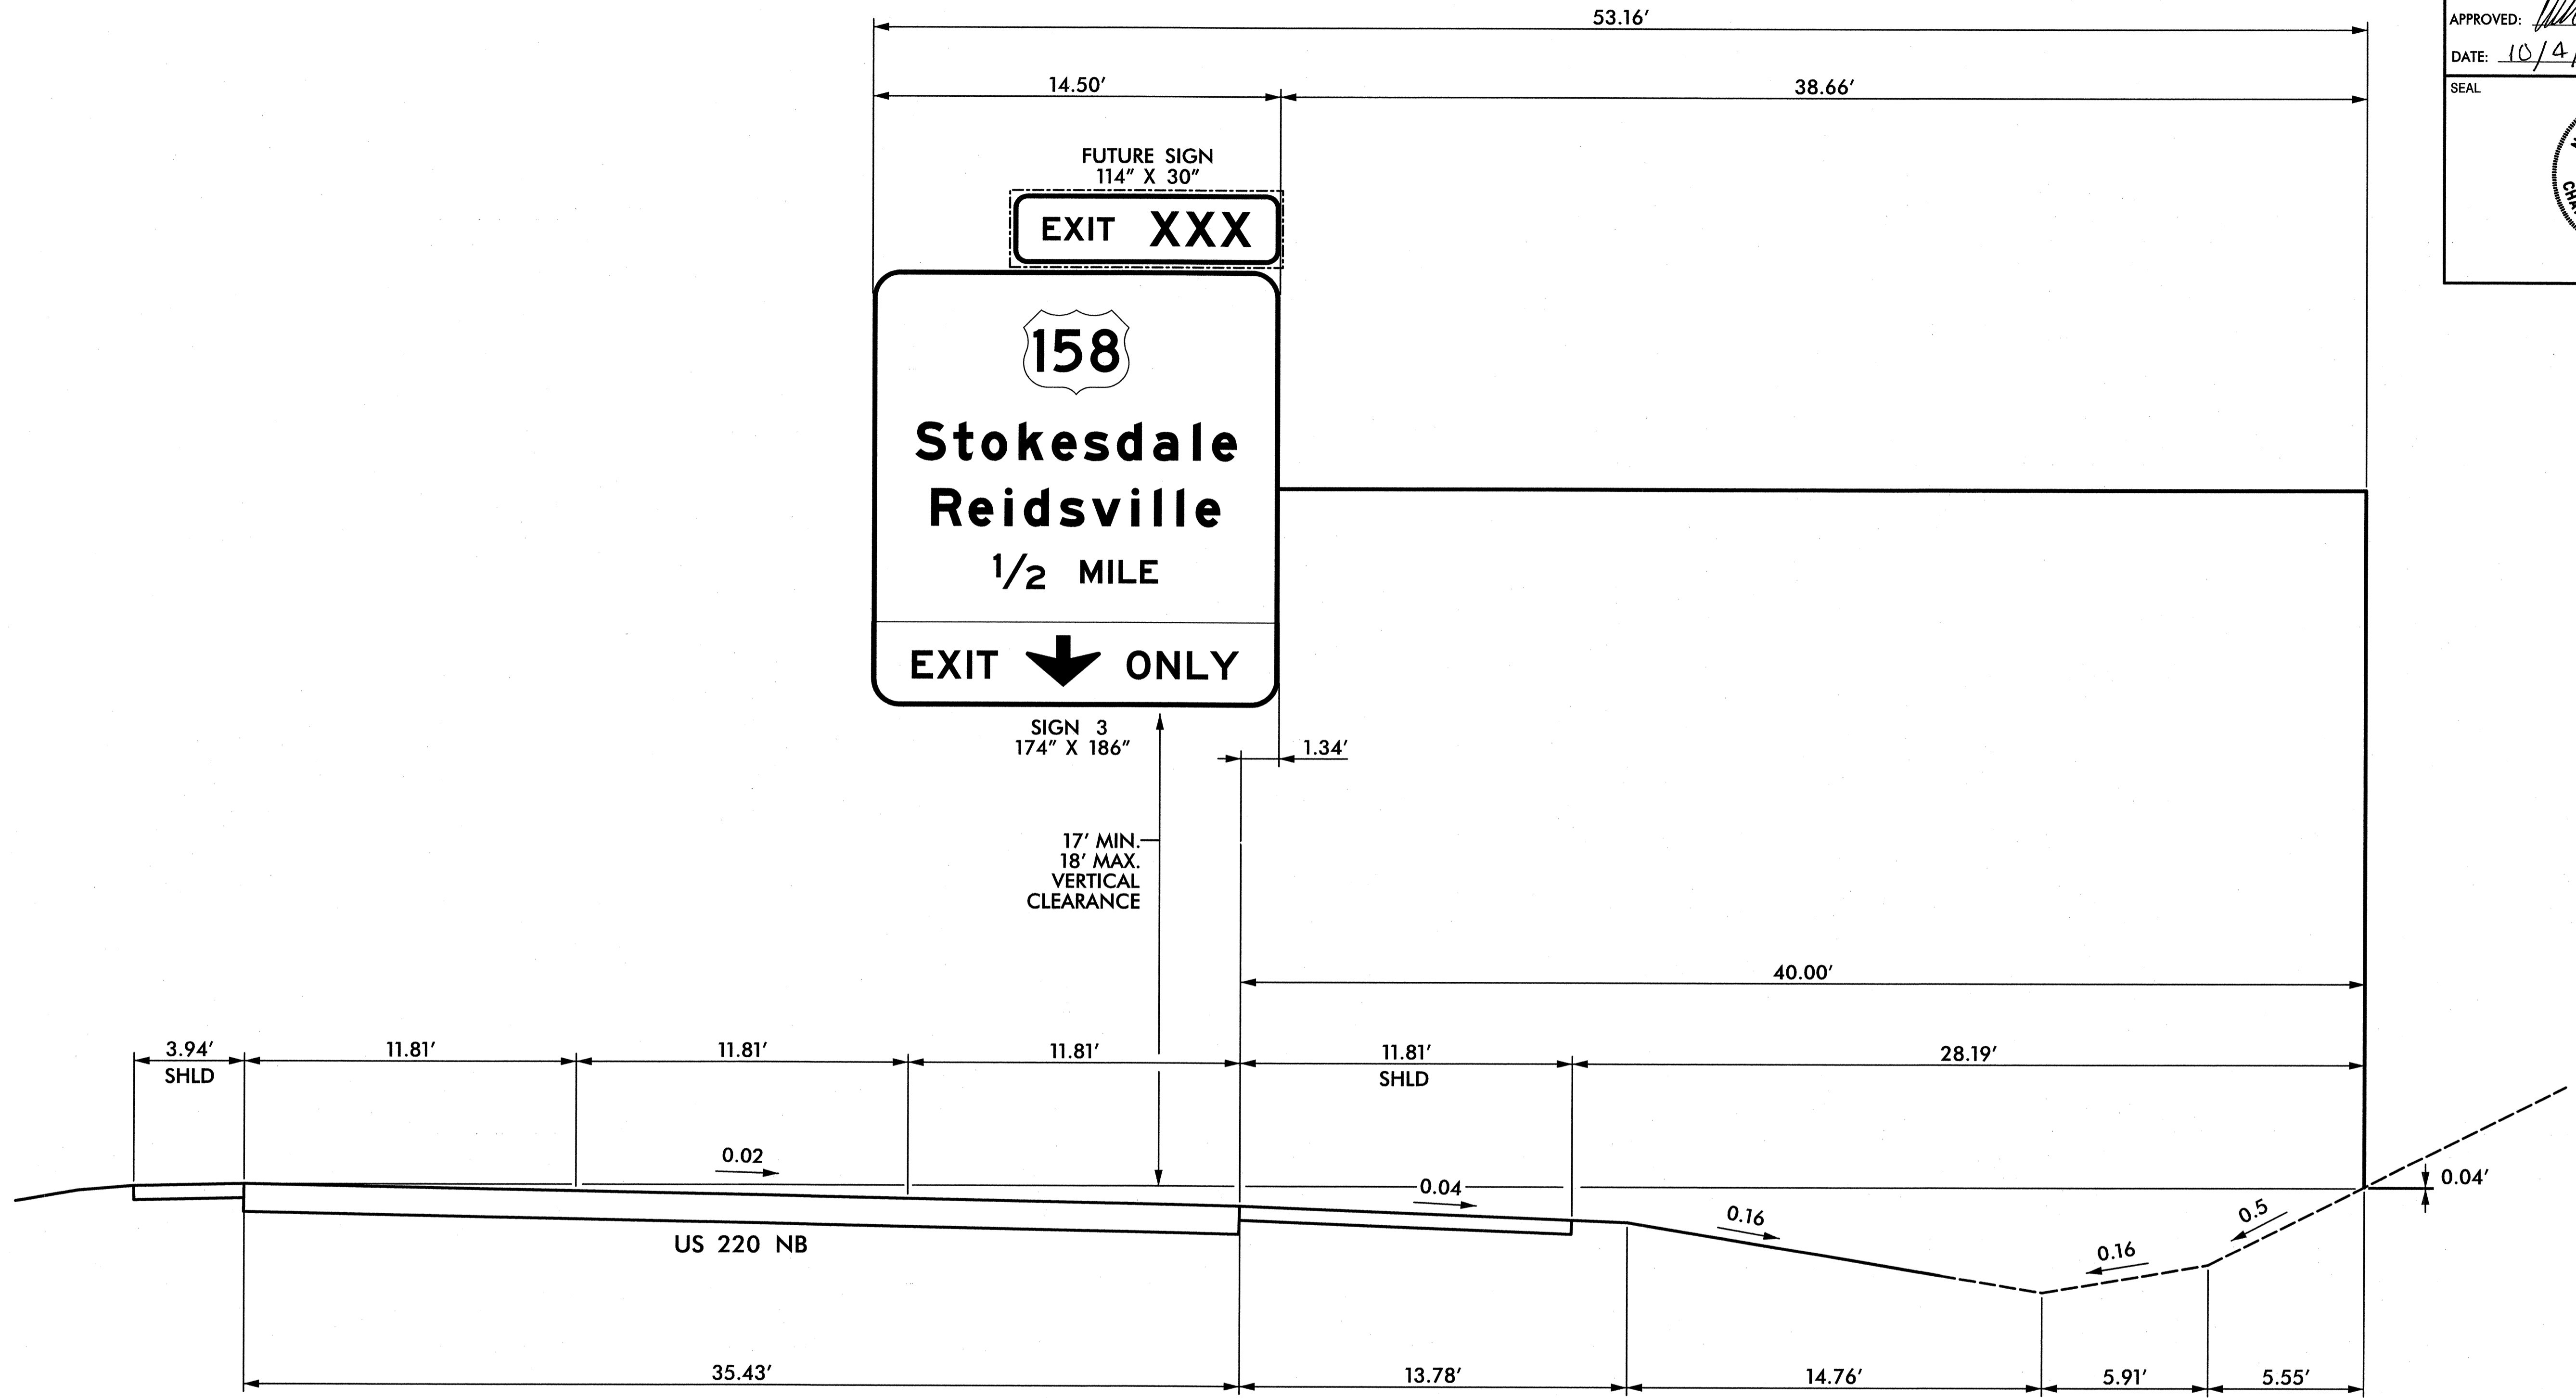 53.16′
14.50′
38.66′
APPROVED:
DATE: 10/4/
SEAL
FUTURE SIGN
114″ X 30″
EXIT XXX
158
Stokesdale
Reidsville
1/2 MILE
EXIT ONLY
SIGN 3
174″ X 186″
1.34′
17′ MIN.
18′ MAX.
VERTICAL
CLEARANCE
40.00′
3.94′
SHLD
11.81′
11.81′
11.81′
11.81′
SHLD
28.19′
0.02
0.04
0.16
0.16
0.5
0.04′
US 220 NB
35.43′
13.78′
14.76′
5.91′
5.55′